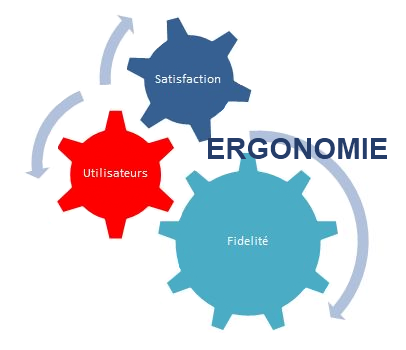 Satisfaction
ERGONOMIE
Utilisateurs
Fidelité